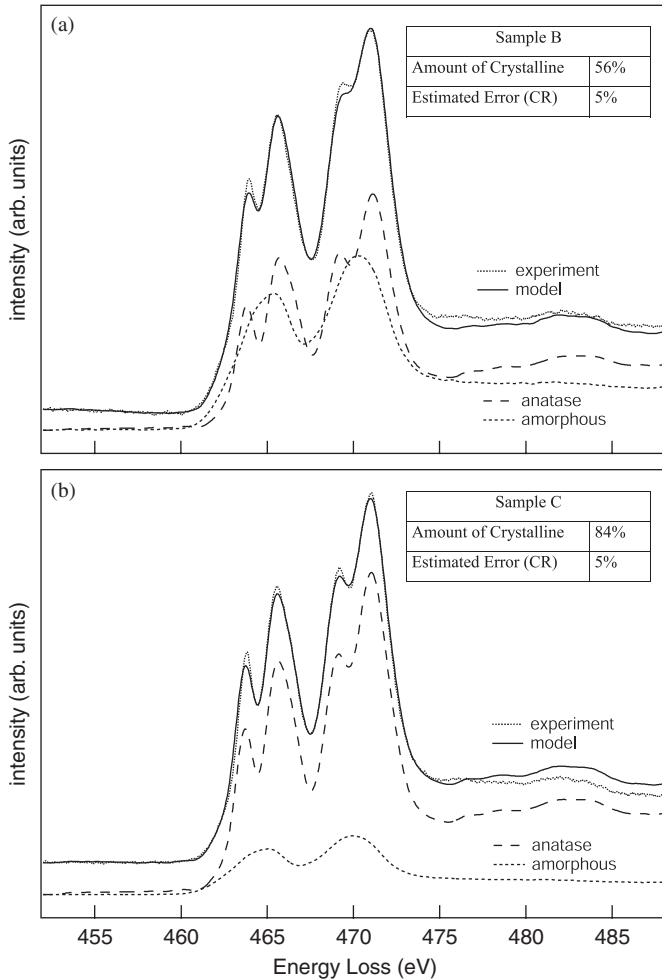 (a)
Sample B
Amount of Crystalline 56%
Estimated Error (CR) 5%
intensity (arb. units)
experiment
model
anatase
amorphous
(b)
Sample C
Amount of Crystalline 84%
Estimated Error (CR) 5%
intensity (arb. units)
experiment
model
anatase
amorphous
455 460 465 470 475 480 485
Energy Loss (eV)